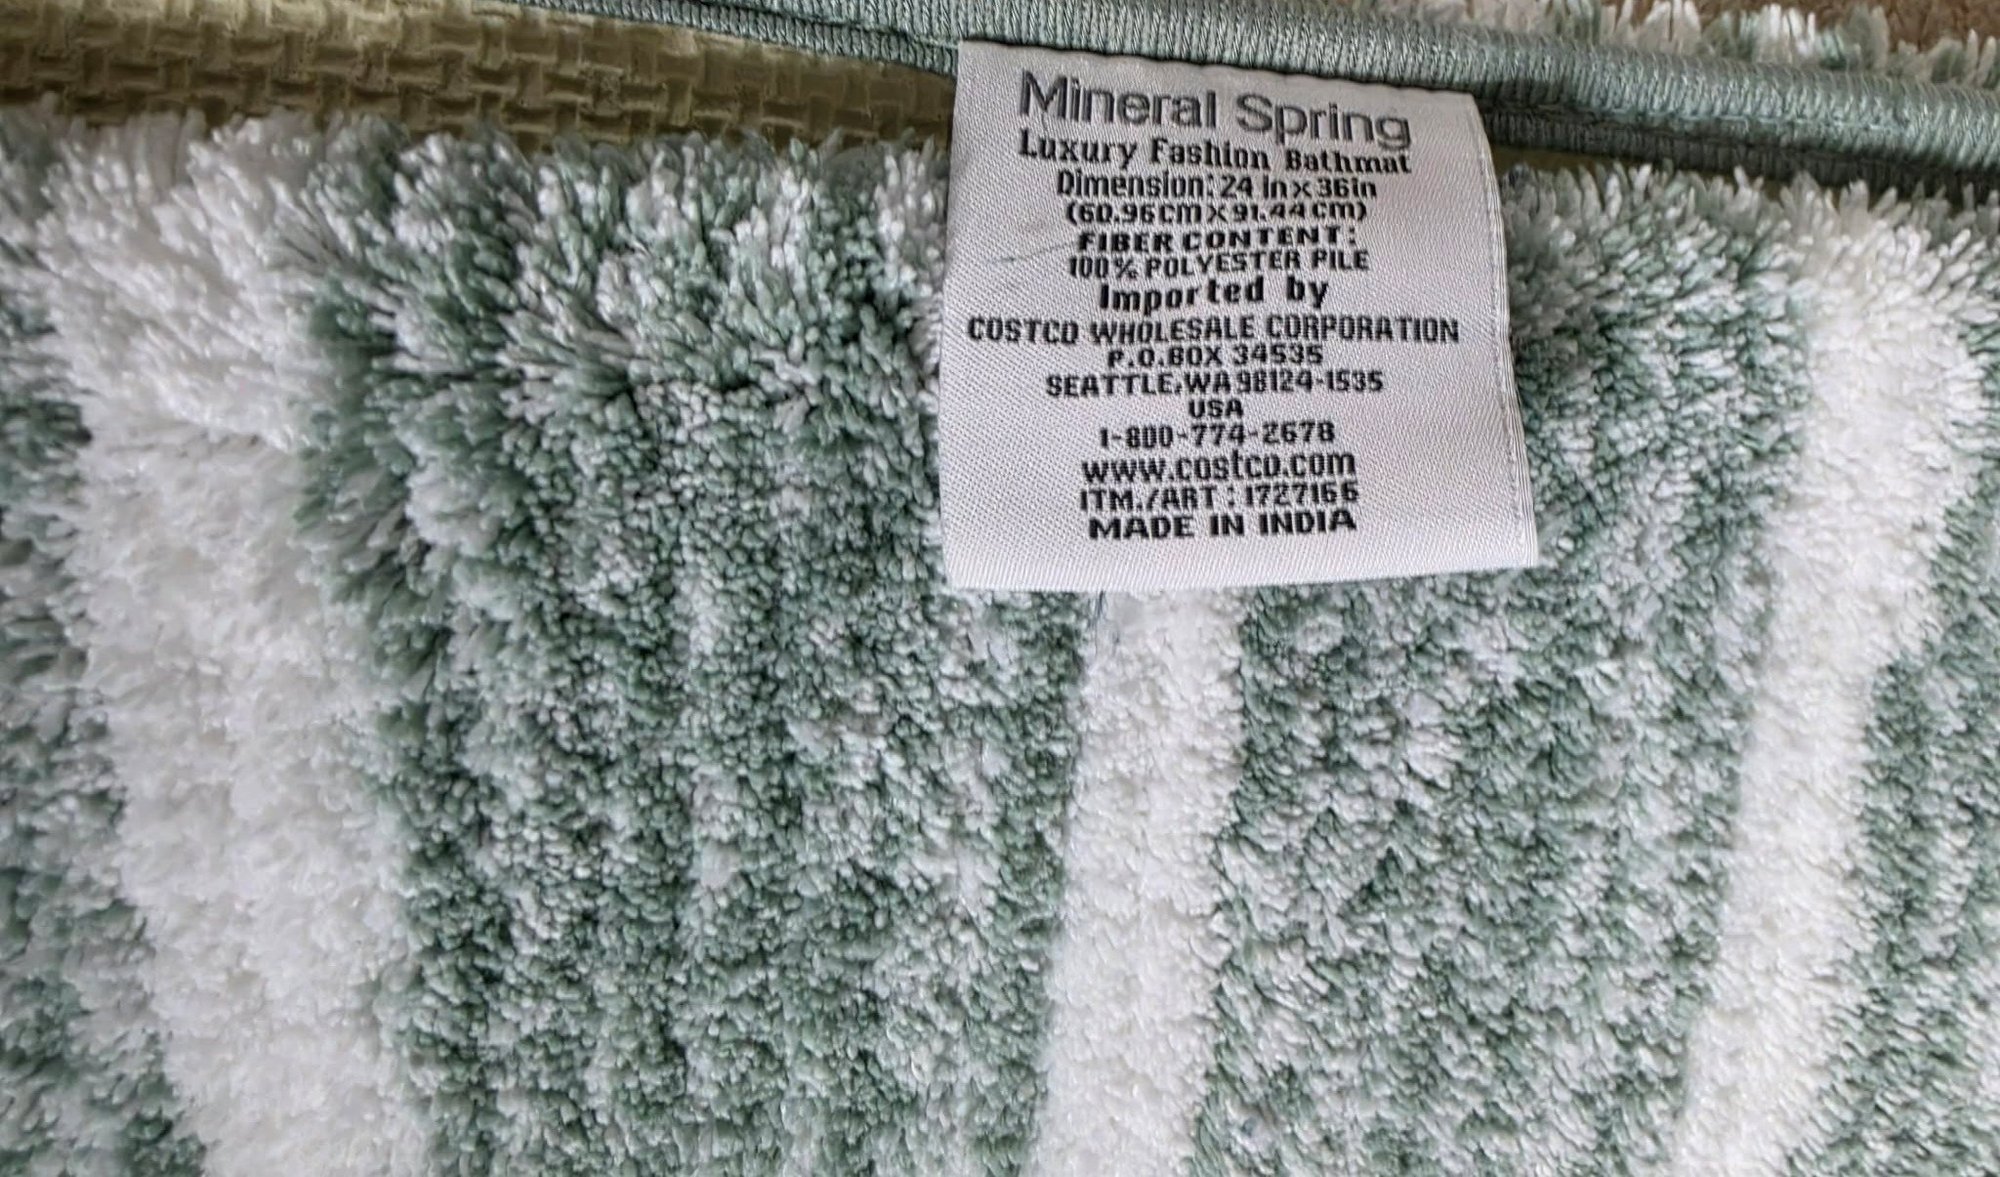 Mineral Spring
Luxury Fashion Bathmat
Dimension: 24 in x 36in
(60.96CM X 91.44CM)
FIBER CONTENT:
100% POLYESTER PILE
Imported by
COSTCO WHOLESALE CORPORATION
P.O.BOX 34535
SEATTLE,WA 98124-1535
USA
1-800-774-2678
www.costco.com
ITM./ART : 1727166
MADE IN INDIA